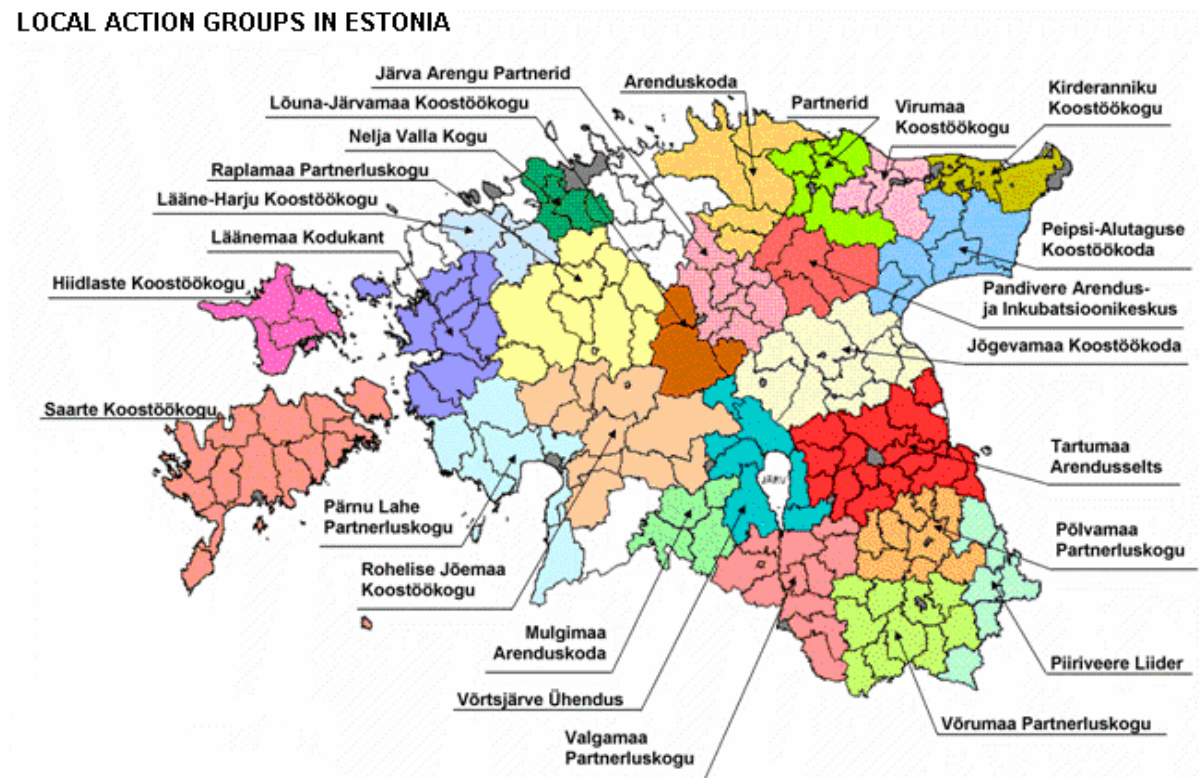 LOCAL ACTION GROUPS IN ESTONIA
Järva Arengu Partnerid
Lõuna-Järvamaa Koostöökogu
Nelja Valla Kogu
Raplamaa Partnerluskogu
Lääne-Harju Koostöökogu
Läänemaa Kodukant
Hiidlaste Koostöökogu
Saarte Koostöökogu
Arenduskoda
Partnerid
Virumaa
Koostöökogu
Kirderanniku
Koostöökogu
Peipsi-Alutaguse
Koostöökoda
Pandivere Arendus-
ja Inkubatsioonikeskus
Jõgevamaa Koostöökoda
Tartumaa
Arendusselts
Põlvamaa
Partnerluskogu
Piiriveere Liider
Võrumaa Partnerluskogu
Pärnu Lahe
Partnerluskogu
Rohelise Jõemaa
Koostöökogu
Mulgimaa
Arenduskoda
Võrtsjärve Ühendus
Valgamaa
Partnerluskogu